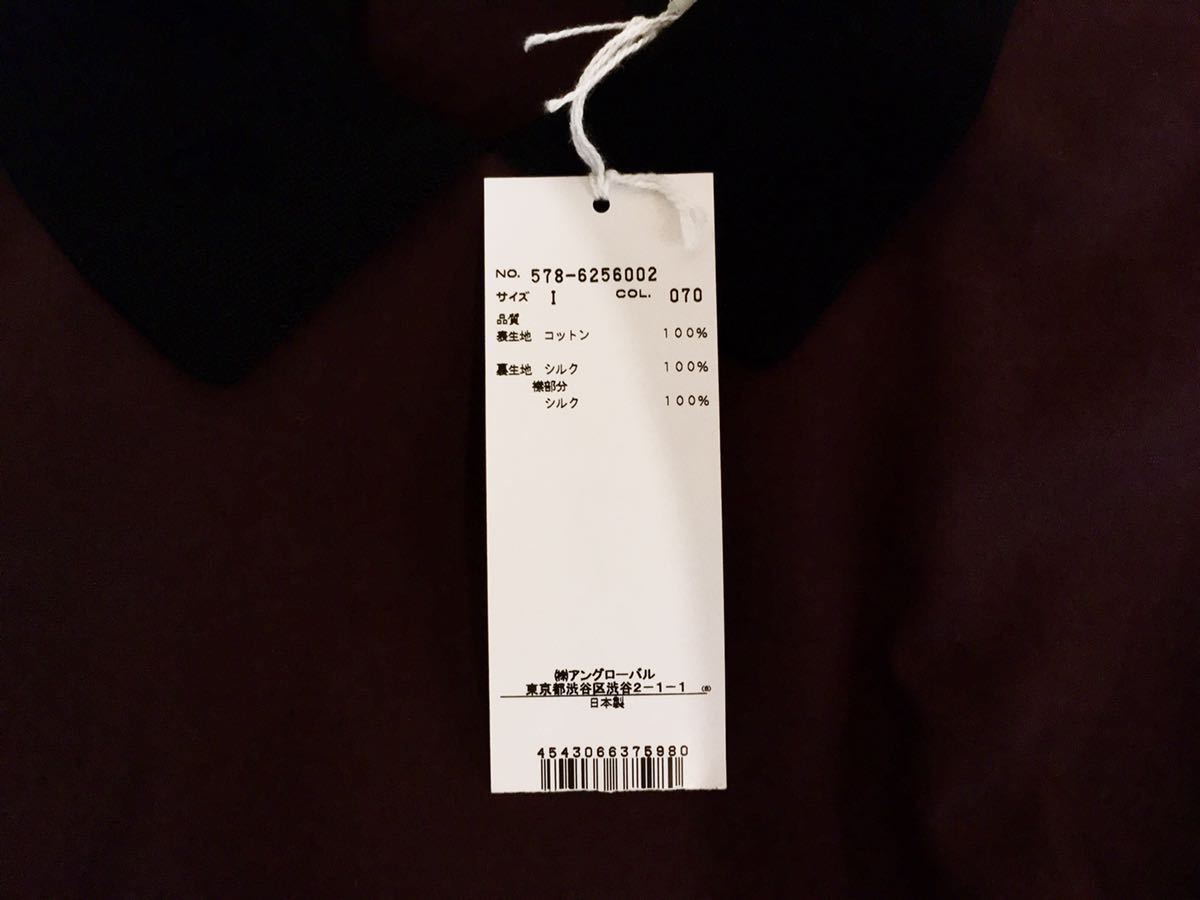 NO. 578-6256002
サイズ I COL. 070
品質
表生地 コットン 100%
裏生地 シルク 100%
襟部分
シルク 100%
㈱アングローバル
東京都渋谷区渋谷2-1-1
日本製
4543066375980